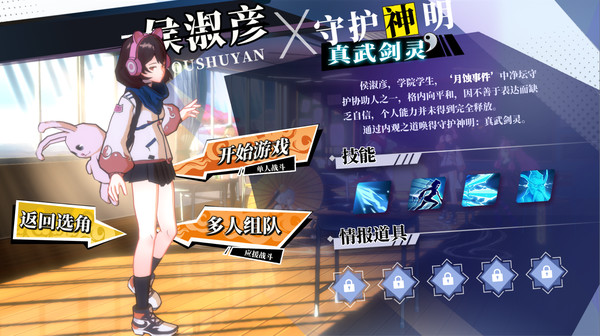 侯淑彦
OUSHUYAN
守护神明
真武剑灵
侯淑彦，学院学生，‘月蚀事件’中净坛守
护协助人之一，格内向平和，因不善于表达而缺
乏自信，个人能力并未得到完全释放。
通过内观之道唤得守护神明：真武剑灵。
开始游戏
单人战斗
技能
返回选角
多人组队
应援战斗
情报道具